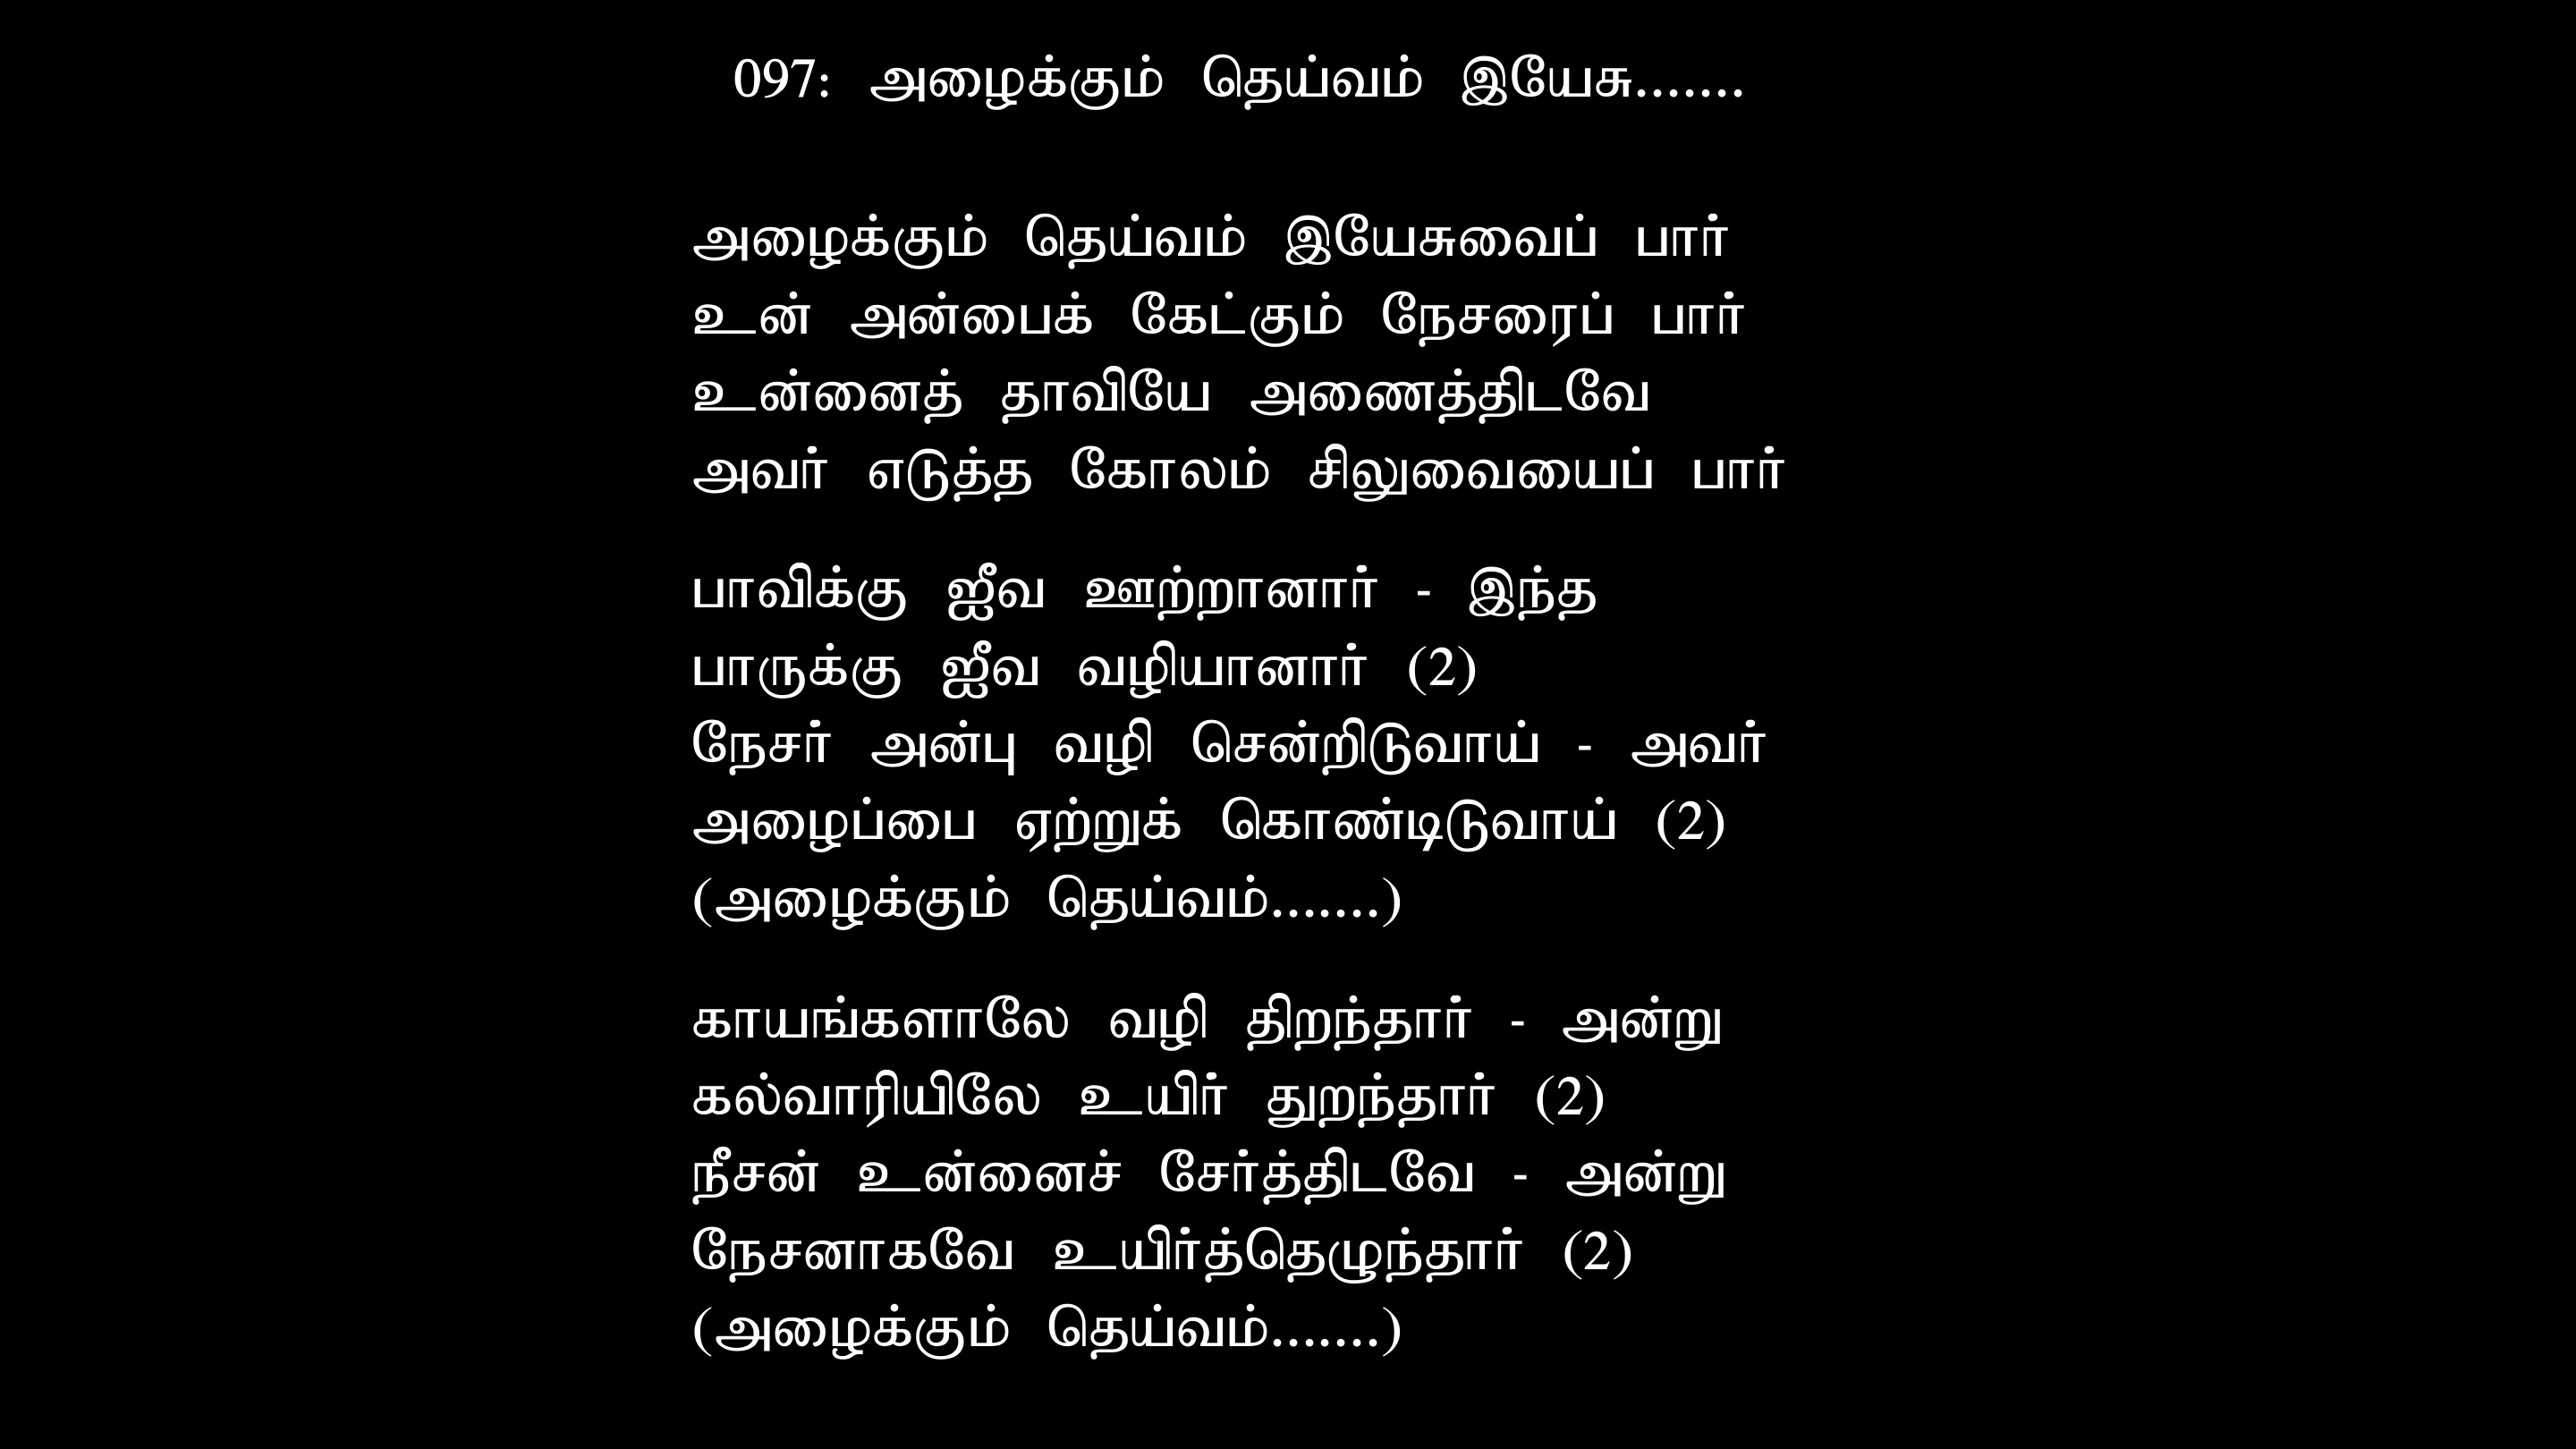 097: அழைக்கும் தெய்வம் இயேசு.......
அழைக்கும் தெய்வம் இயேசுவைப் பார்
உன் அன்பைக் கேட்கும் நேசரைப் பார்
உன்னைத் தாவியே அணைத்திடவே
அவர் எடுத்த கோலம் சிலுவையைப் பார்
பாவிக்கு ஜீவ ஊற்றானார் - இந்த
பாருக்கு ஜீவ வழியானார் (2)
நேசர் அன்பு வழி சென்றிடுவாய் - அவர்
அழைப்பை ஏற்றுக் கொண்டிடுவாய் (2)
(அழைக்கும் தெய்வம்.......)
காயங்களாலே வழி திறந்தார் - அன்று
கல்வாரியிலே உயிர் துறந்தார் (2)
நீசன் உன்னைச் சேர்த்திடவே - அன்று
நேசனாகவே உயிர்த்தெழுந்தார் (2)
(அழைக்கும் தெய்வம்.......)